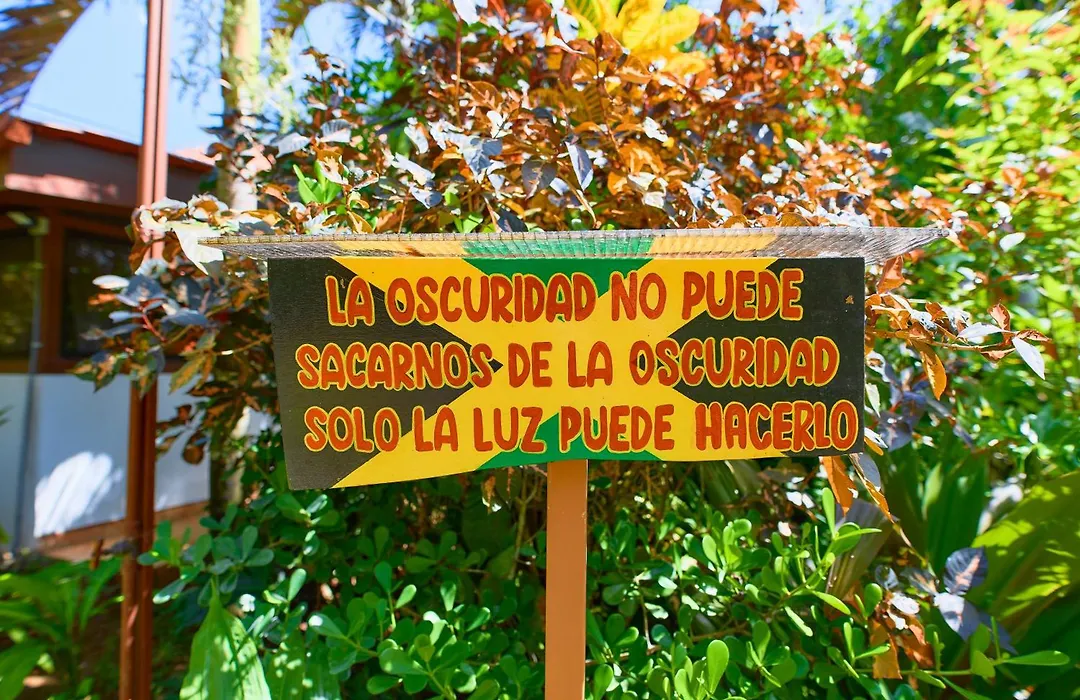 LA OSCURIDAD NO PUEDE
SACARNOS DE LA OSCURIDAD
SOLO LA LUZ PUEDE HACERLO